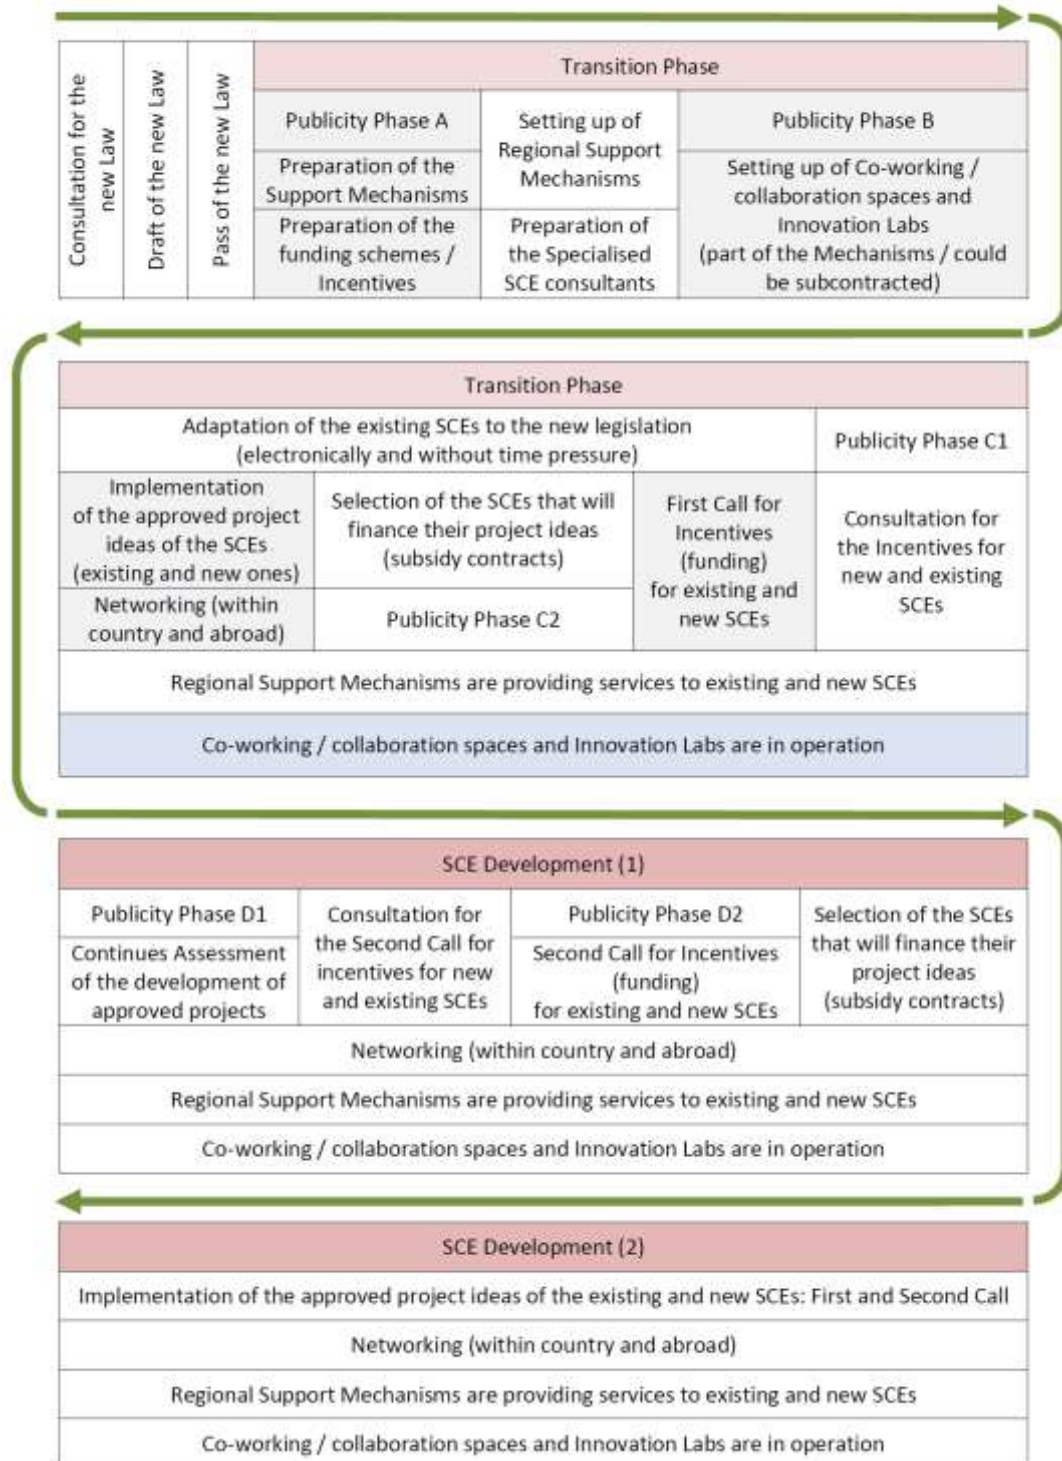 Consultation for the
new Law
Draft of the new Law
Pass of the new Law
Transition Phase
Publicity Phase A
Preparation of the
Support Mechanisms
Preparation of the
funding schemes /
Incentives
Setting up of
Regional Support
Mechanisms
Preparation of
the Specialised
SCE consultants
Publicity Phase B
Setting up of Co-working /
collaboration spaces and
Innovation Labs
(part of the Mechanisms / could
be subcontracted)
Transition Phase
Adaptation of the existing SCEs to the new legislation
(electronically and without time pressure)
Publicity Phase C1
Implementation
of the approved project
ideas of the SCEs
(existing and new ones)
Networking (within
country and abroad)
Selection of the SCEs that will
finance their project ideas
(subsidy contracts)
Publicity Phase C2
First Call for
Incentives
(funding)
for existing and
new SCEs
Consultation for
the Incentives for
new and existing
SCEs
Regional Support Mechanisms are providing services to existing and new SCEs
Co-working / collaboration spaces and Innovation Labs are in operation
SCE Development (1)
Publicity Phase D1
Continues Assessment
of the development of
approved projects
Consultation for
the Second Call for
incentives for new
and existing SCEs
Publicity Phase D2
Second Call for Incentives
(funding)
for existing and new SCEs
Selection of the SCEs
that will finance their
project ideas
(subsidy contracts)
Networking (within country and abroad)
Regional Support Mechanisms are providing services to existing and new SCEs
Co-working / collaboration spaces and Innovation Labs are in operation
SCE Development (2)
Implementation of the approved project ideas of the existing and new SCEs: First and Second Call
Networking (within country and abroad)
Regional Support Mechanisms are providing services to existing and new SCEs
Co-working / collaboration spaces and Innovation Labs are in operation